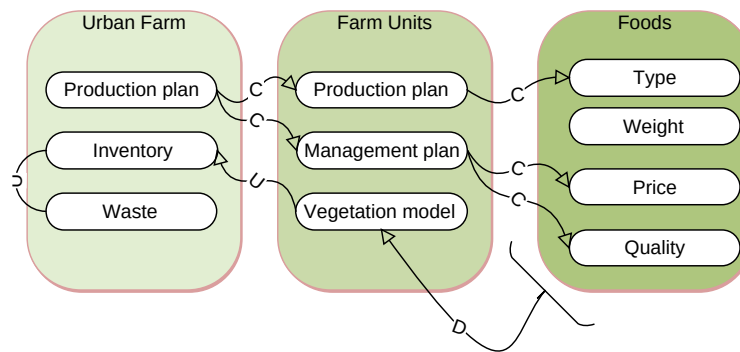 Urban Farm
Production plan
Inventory
Waste
U
C
C
U
Farm Units
Production plan
Management plan
Vegetation model
C
C
C
D
Foods
Type
Weight
Price
Quality